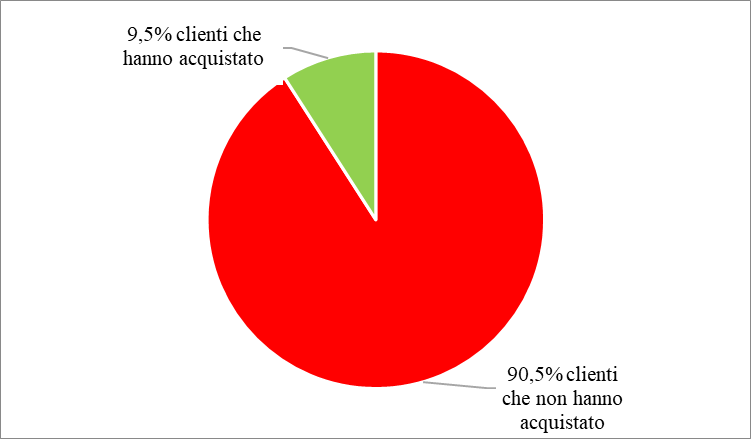 9,5% clienti che
hanno acquistato
90,5% clienti
che non hanno
acquistato